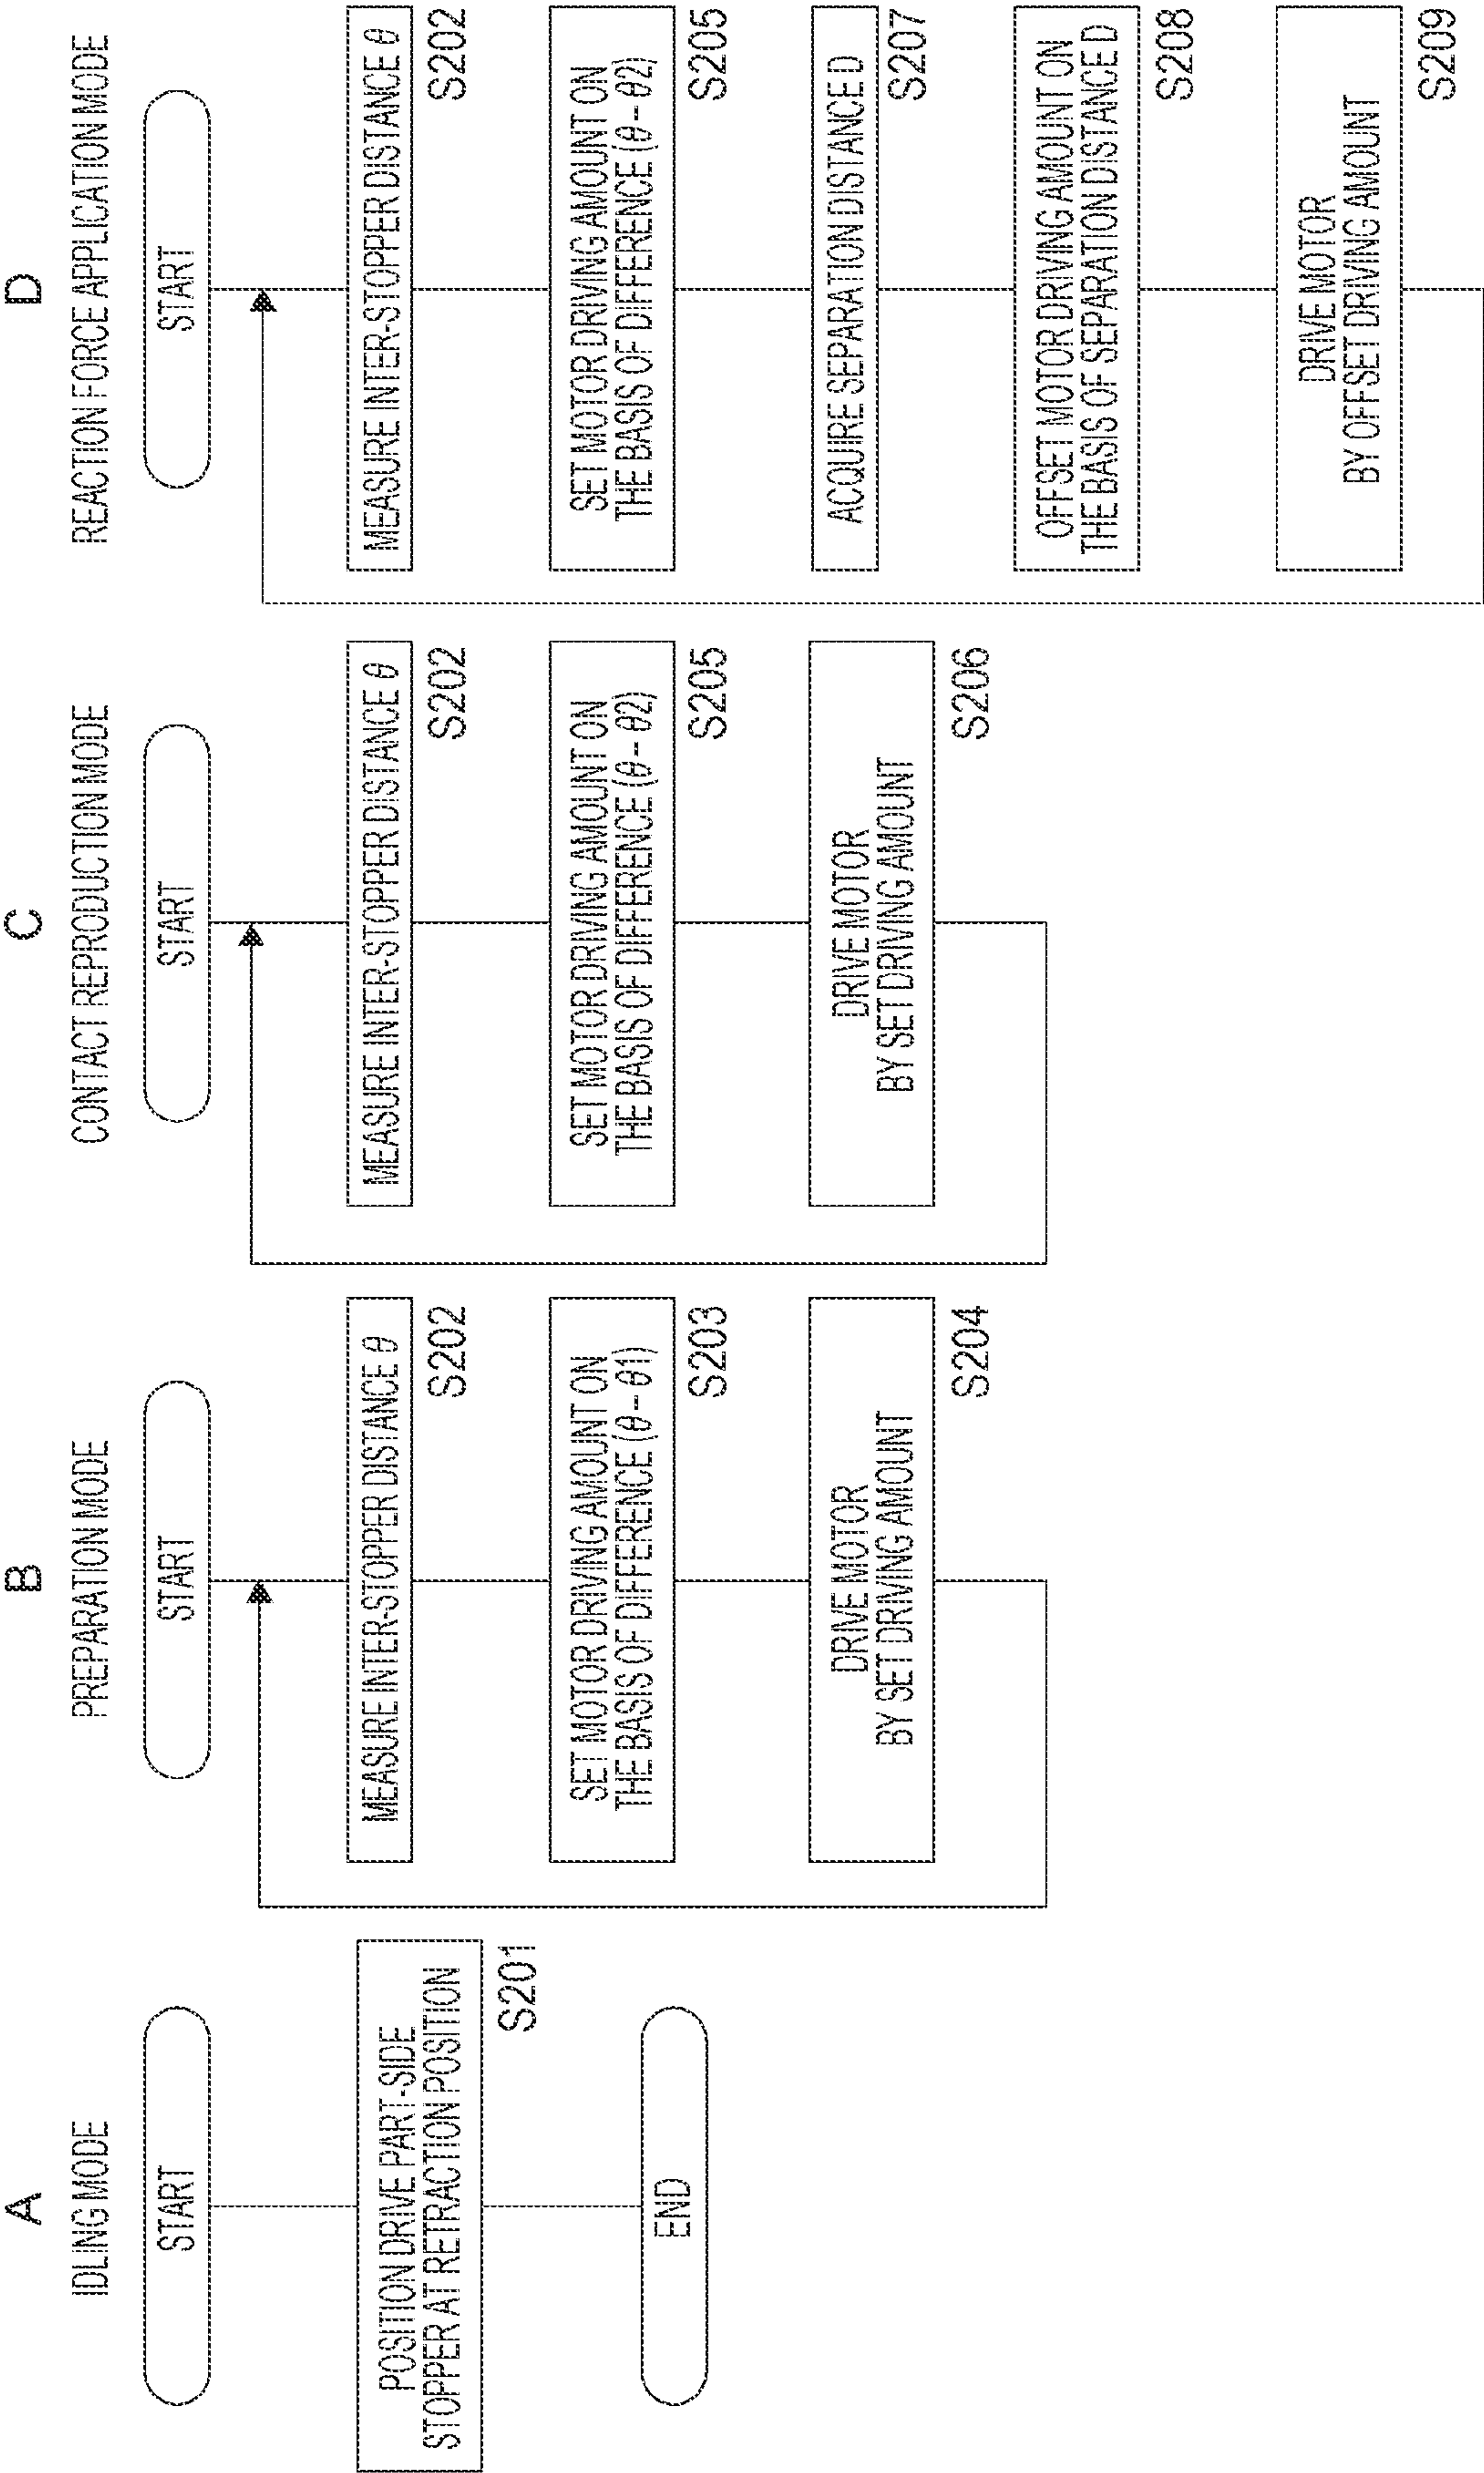 A
IDLING MODE
START
POSITION DRIVE PART-SIDE
STOPPER AT RETRACTION POSITION
S201
END
B
PREPARATION MODE
START
MEASURE INTER-STOPPER DISTANCE θ
S202
SET MOTOR DRIVING AMOUNT ON
THE BASIS OF DIFFERENCE (θ-θ1)
S203
DRIVE MOTOR
BY SET DRIVING AMOUNT
S204
C
CONTACT REPRODUCTION MODE
START
MEASURE INTER-STOPPER DISTANCE θ
S202
SET MOTOR DRIVING AMOUNT ON
THE BASIS OF DIFFERENCE (θ-θ2)
S205
DRIVE MOTOR
BY SET DRIVING AMOUNT
S206
D
REACTION FORCE APPLICATION MODE
START
MEASURE INTER-STOPPER DISTANCE θ
S202
SET MOTOR DRIVING AMOUNT ON
THE BASIS OF DIFFERENCE (θ-θ2)
S205
ACQUIRE SEPARATION DISTANCE D
S207
OFFSET MOTOR DRIVING AMOUNT ON
THE BASIS OF SEPARATION DISTANCE D
S208
DRIVE MOTOR
BY OFFSET DRIVING AMOUNT
S209